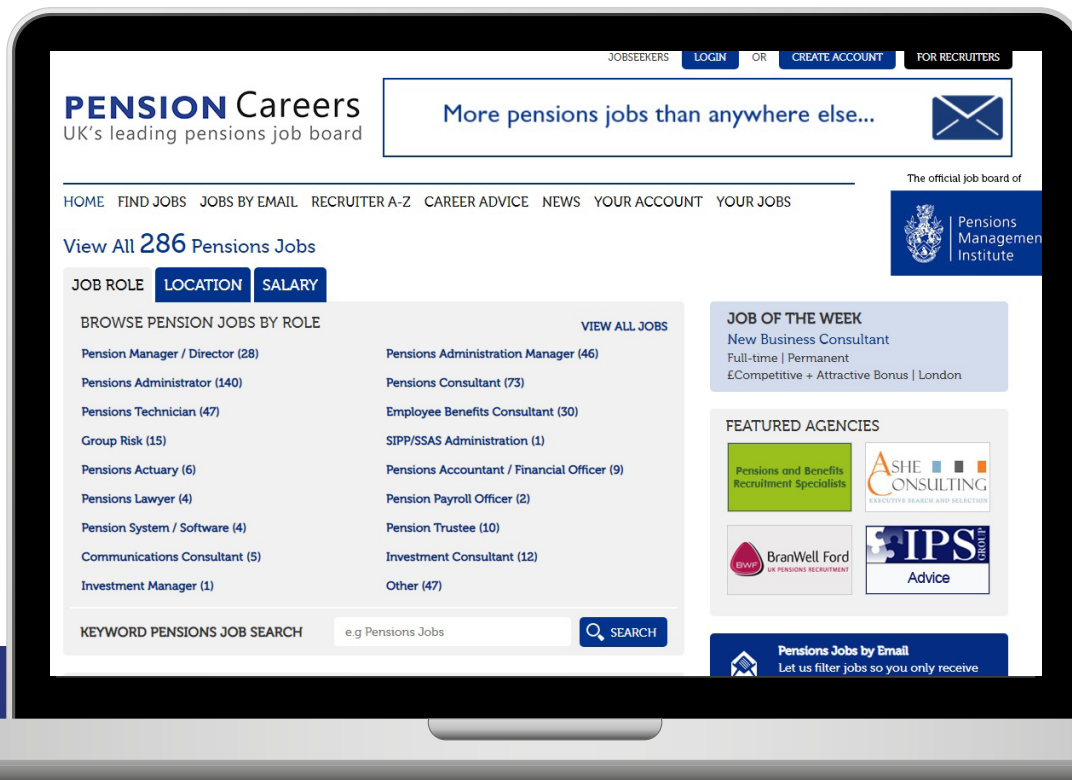 JOBSEEKERS LOGIN OR CREATE ACCOUNT FOR RECRUITERS
PENSION Careers
UK's leading pensions job board
More pensions jobs than anywhere else...
The official job board of
HOME FIND JOBS JOBS BY EMAIL RECRUITER A-Z CAREER ADVICE NEWS YOUR ACCOUNT YOUR JOBS
Pensions
Managemen
Institute
View All 286 Pensions Jobs
JOB ROLE LOCATION SALARY
BROWSE PENSION JOBS BY ROLE VIEW ALL JOBS
Pension Manager / Director (28) Pensions Administration Manager (46)
Pensions Administrator (140) Pensions Consultant (73)
Pensions Technician (47) Employee Benefits Consultant (30)
Group Risk (15) SIPP/SSAS Administration (1)
Pensions Actuary (6) Pensions Accountant / Financial Officer (9)
Pensions Lawyer (4) Pension Payroll Officer (2)
Pension System / Software (4) Pension Trustee (10)
Communications Consultant (5) Investment Consultant (12)
Investment Manager (1) Other (47)
KEYWORD PENSIONS JOB SEARCH e.g Pensions Jobs SEARCH
JOB OF THE WEEK
New Business Consultant
Full-time | Permanent
£Competitive + Attractive Bonus | London
FEATURED AGENCIES
Pensions and Benefits
Recruitment Specialists
ASHE
CONSULTING
EXECUTIVE SEARCH AND SELECTION
BWF BranWell Ford
UK PENSIONS RECRUITMENT
IPS GROUP
Advice
Pensions Jobs by Email
Let us filter jobs so you only receive